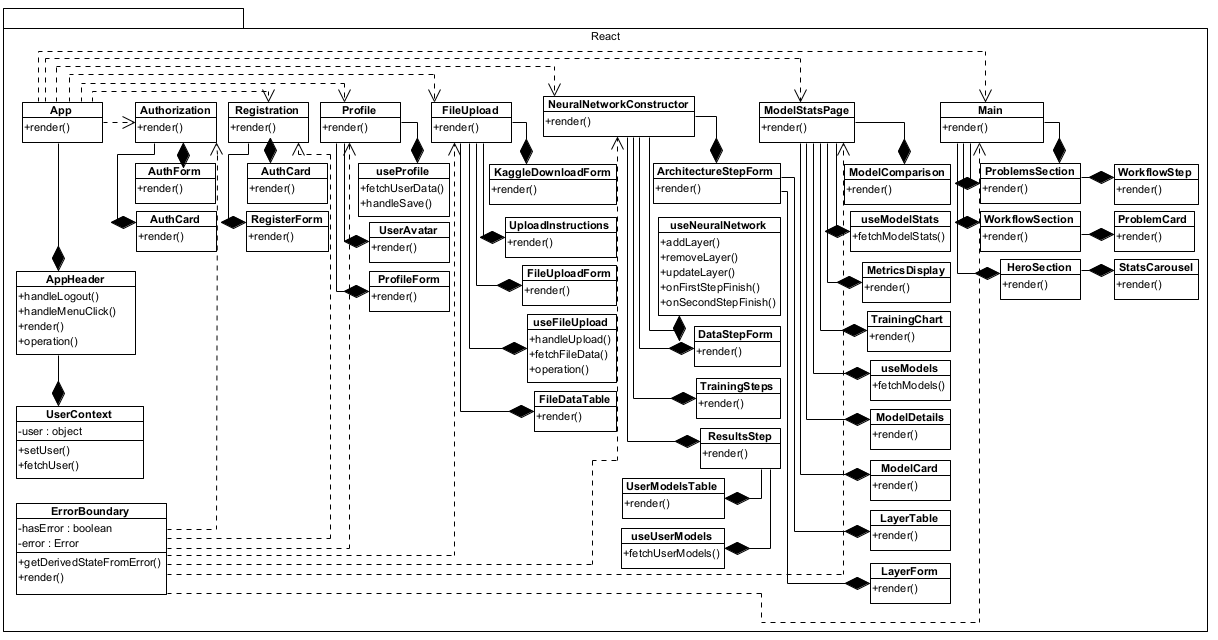 React
App
+render()
Authorization
+render()
Registration
+render()
Profile
+render()
FileUpload
+render()
NeuralNetworkConstructor
+render()
ModelStatsPage
+render()
Main
+render()
AuthForm
+render()
AuthCard
+render()
AuthCard
+render()
RegisterForm
+render()
useProfile
+fetchUserData()
+handleSave()
UserAvatar
+render()
ProfileForm
+render()
KaggleDownloadForm
+render()
UploadInstructions
+render()
FileUploadForm
+render()
useFileUpload
+handleUpload()
+fetchFileData()
+operation()
FileDataTable
+render()
ArchitectureStepForm
+render()
useNeuralNetwork
+addLayer()
+removeLayer()
+updateLayer()
+onFirstStepFinish()
+onSecondStepFinish()
DataStepForm
+render()
TrainingSteps
+render()
ResultsStep
+render()
UserModelsTable
+render()
useUserModels
+fetchUserModels()
ModelComparison
+render()
useModelStats
+fetchModelStats()
MetricsDisplay
+render()
TrainingChart
+render()
useModels
+fetchModels()
ModelDetails
+render()
ModelCard
+render()
LayerTable
+render()
LayerForm
+render()
ProblemsSection
+render()
WorkflowStep
+render()
WorkflowSection
+render()
ProblemCard
+render()
HeroSection
+render()
StatsCarousel
+render()
AppHeader
+handleLogout()
+handleMenuClick()
+render()
+operation()
UserContext
-user : object
+setUser()
+fetchUser()
ErrorBoundary
-hasError : boolean
-error : Error
+getDerivedStateFromError()
+render()